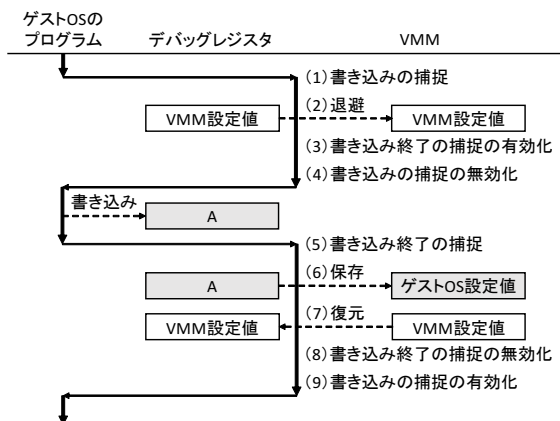 ゲストOSの
プログラム
デバッグレジスタ
VMM
(1)書き込みの捕捉
(2)退避
VMM設定値
VMM設定値
(3)書き込み終了の捕捉の有効化
(4)書き込みの捕捉の無効化
書き込み
A
(5)書き込み終了の捕捉
(6)保存
A
ゲストOS設定値
(7)復元
VMM設定値
VMM設定値
(8)書き込み終了の捕捉の無効化
(9)書き込みの捕捉の有効化